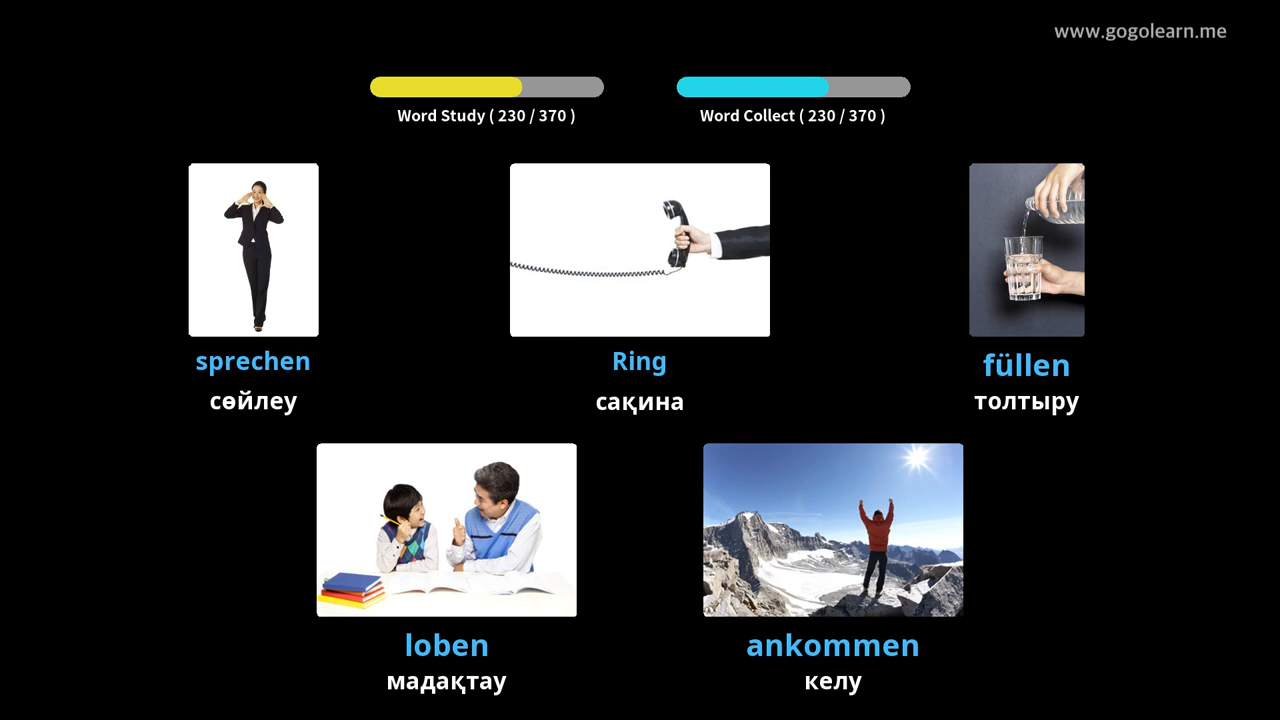 www.gogolearn.me
Word Study ( 230 / 370 )
Word Collect ( 230 / 370 )
sprechen
сөйлеу
Ring
сақина
füllen
толтыру
loben
мадақтау
ankommen
келу